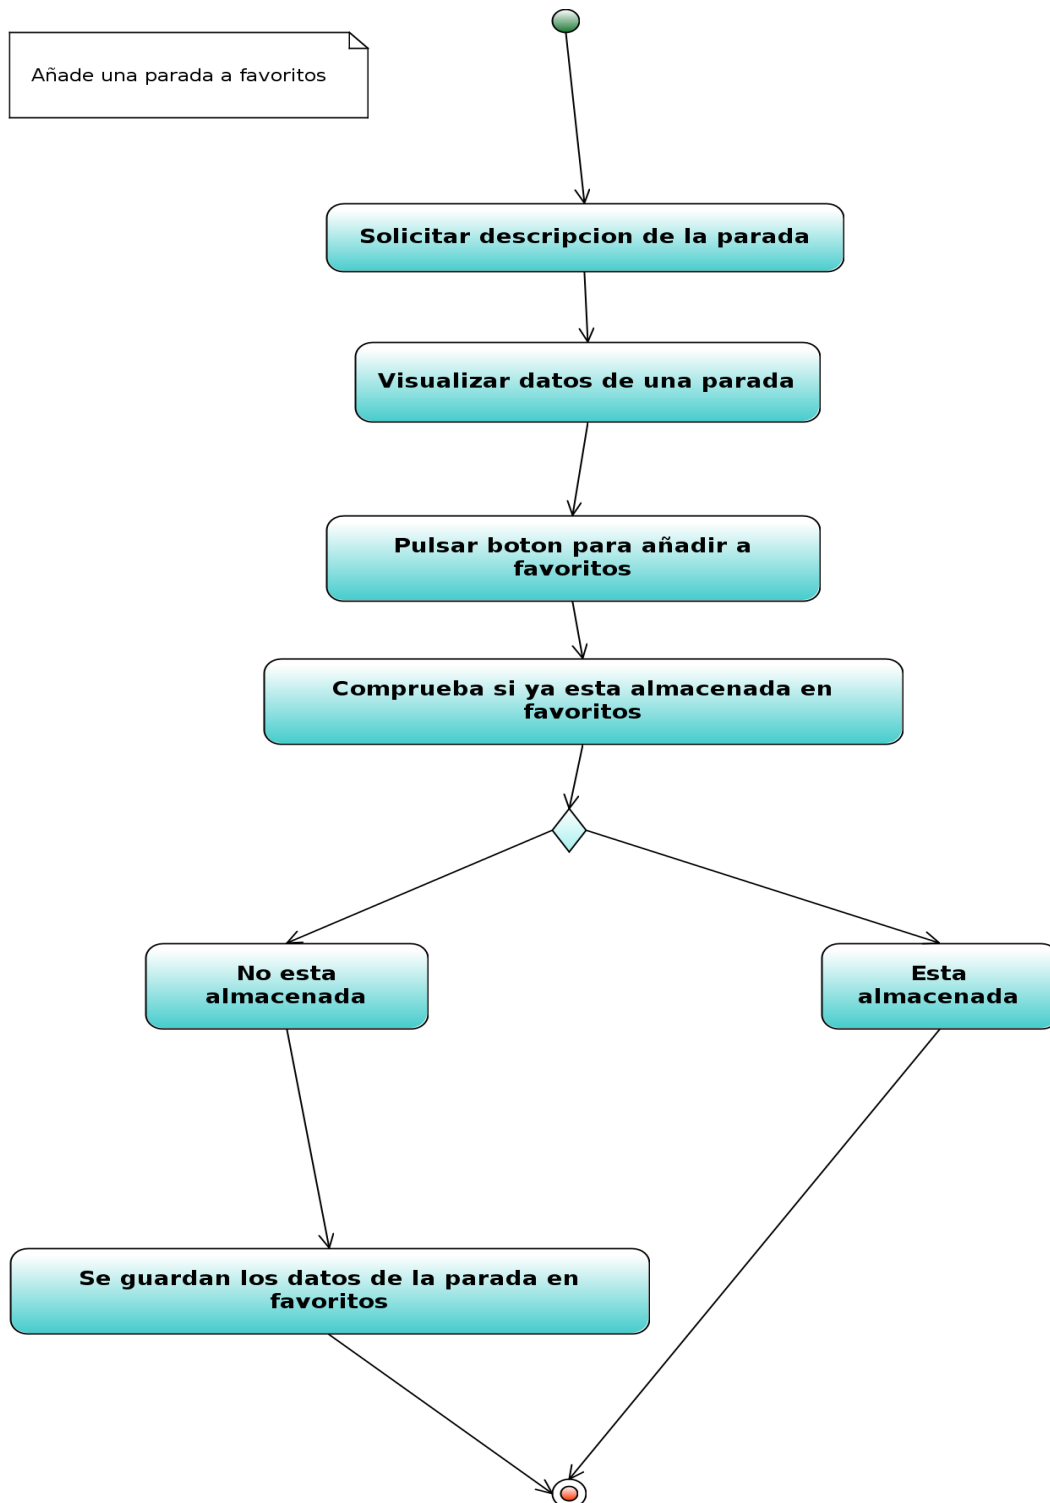 Añade una parada a favoritos
Solicitar descripcion de la parada
Visualizar datos de una parada
Pulsar boton para añadir a
favoritos
Comprueba si ya esta almacenada en
favoritos
No esta
almacenada
Esta
almacenada
Se guardan los datos de la parada en
favoritos